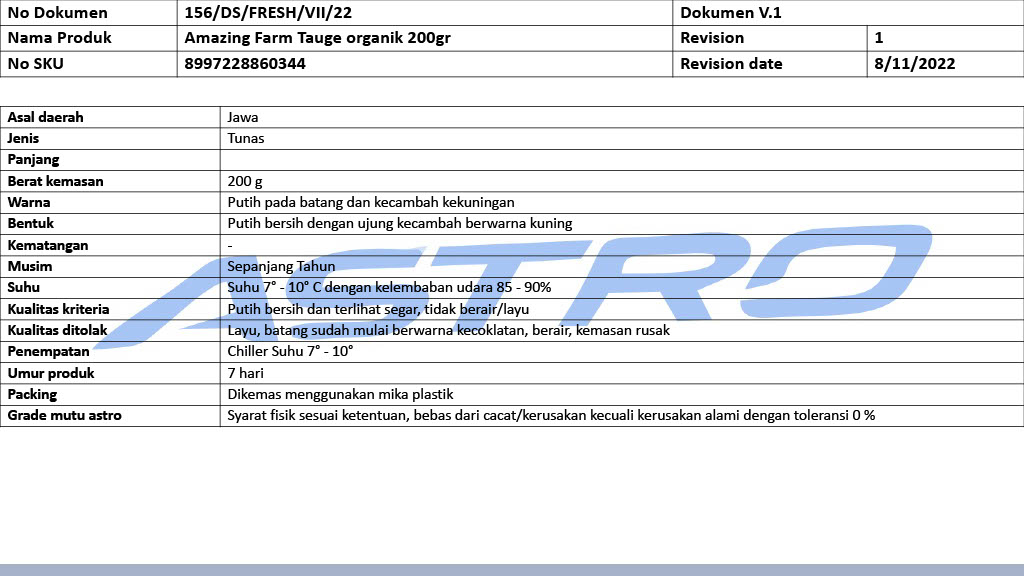 No Dokumen 156/DS/FRESH/VII/22 Dokumen V.1
Nama Produk Amazing Farm Tauge organik 200gr Revision 1
No SKU 8997228860344 Revision date 8/11/2022
Asal daerah Jawa
Jenis Tunas
Panjang
Berat kemasan 200 g
Warna Putih pada batang dan kecambah kekuningan
Bentuk Putih bersih dengan ujung kecambah berwarna kuning
Kematangan -
Musim Sepanjang Tahun
Suhu Suhu 7° - 10° C dengan kelembaban udara 85 - 90%
Kualitas kriteria Putih bersih dan terlihat segar, tidak berair/layu
Kualitas ditolak Layu, batang sudah mulai berwarna kecoklatan, berair, kemasan rusak
Penempatan Chiller Suhu 7° - 10°
Umur produk 7 hari
Packing Dikemas menggunakan mika plastik
Grade mutu astro Syarat fisik sesuai ketentuan, bebas dari cacat/kerusakan kecuali kerusakan alami dengan toleransi 0 %
ASTRO